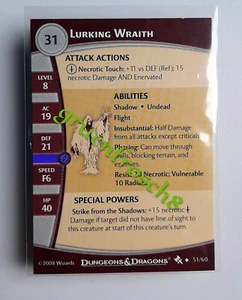 31 LURKING WRAITH
ATTACK ACTIONS
Necrotic Touch: +11 vs DEF (Ref); 15
necrotic Damage AND Enervated
LEVEL
8
AC
19
DEF
21
SPEED
F6
HP
40
ABILITIES
Shadow • Undead
Flight
Insubstantial: Half Damage
from all attacks except criticals
Phasing: Can move through
walls, blocking terrain, and
Resist 20 Necrotic; Vulnerable
10 Radiant
SPECIAL POWERS
Strike from the Shadows: +15 necrotic
Damage if target did not have line of sight to
this creature at start of this creature's turn
©2008 Wizards DUNGEONS & DRAGONS 51/60